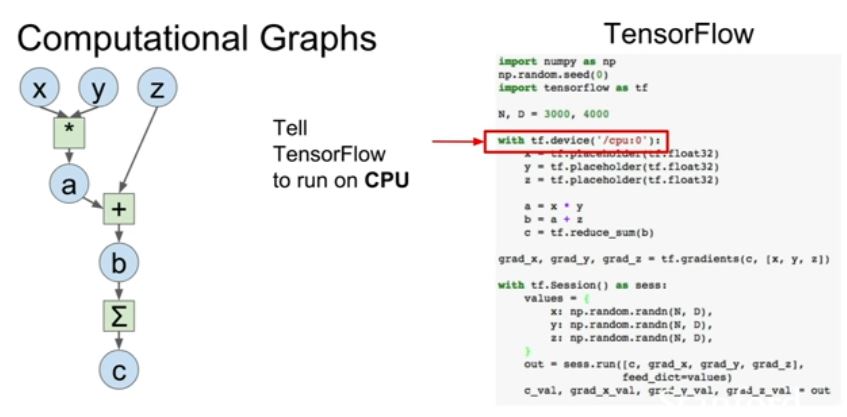 Computational Graphs
x y z
*
a
+
b
Σ
c
Tell
TensorFlow
to run on CPU
TensorFlow
import numpy as np
np.random.seed(0)
import tensorflow as tf
N, D = 3000, 4000
with tf.device('/cpu:0'):
x = tf.placeholder(tf.float32)
y = tf.placeholder(tf.float32)
z = tf.placeholder(tf.float32)
a = x * y
b = a + z
c = tf.reduce_sum(b)
grad_x, grad_y, grad_z = tf.gradients(c, [x, y, z])
with tf.Session() as sess:
values = {
x: np.random.randn(N, D),
y: np.random.randn(N, D),
z: np.random.randn(N, D),
}
out = sess.run([c, grad_x, grad_y, grad_z],
feed_dict=values)
c_val, grad_x_val, grad_y_val, grad_z_val = out